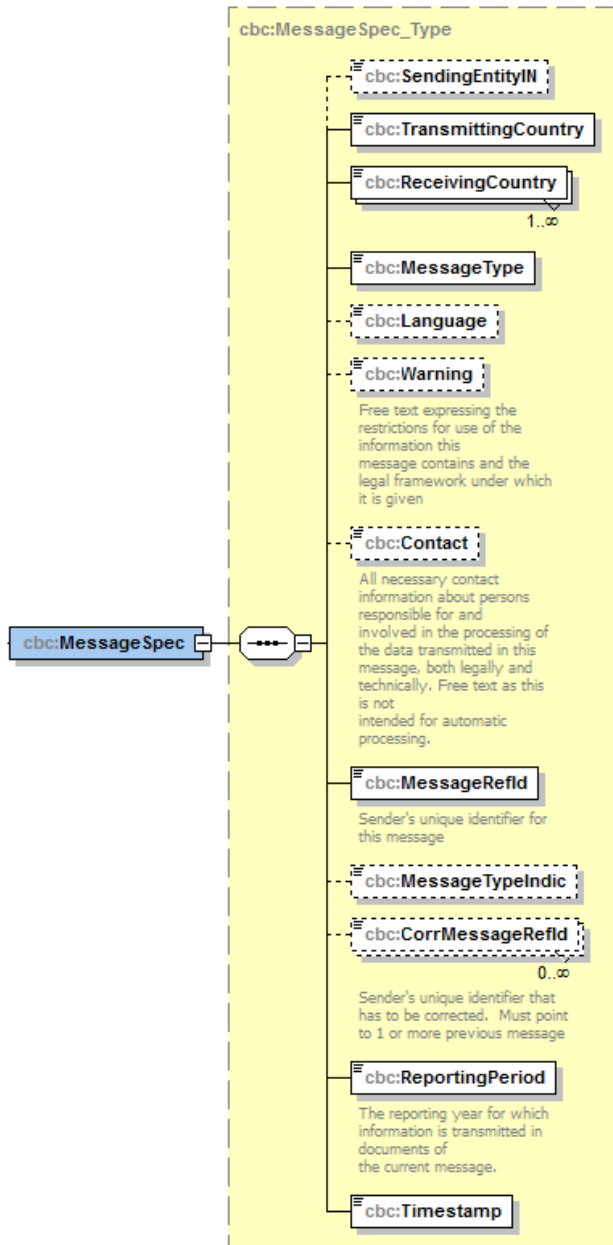 cbc:MessageSpec_Type
cbc:SendingEntityIN
cbc:TransmittingCountry
cbc:ReceivingCountry
1..∞
cbc:MessageType
cbc:Language
cbc:Warning
Free text expressing the
restrictions for use of the
information this
message contains and the
legal framework under which
it is given
cbc:Contact
All necessary contact
information about persons
responsible for and
involved in the processing of
the data transmitted in this
message, both legally and
technically. Free text as this
is not
intended for automatic
processing.
cbc:MessageSpec
cbc:MessageRefId
Sender's unique identifier for
this message
cbc:MessageTypeIndic
cbc:CorrMessageRefId
0..∞
Sender's unique identifier that
has to be corrected.  Must point
to 1 or more previous message
cbc:ReportingPeriod
The reporting year for which
information is transmitted in
documents of
the current message.
cbc:Timestamp